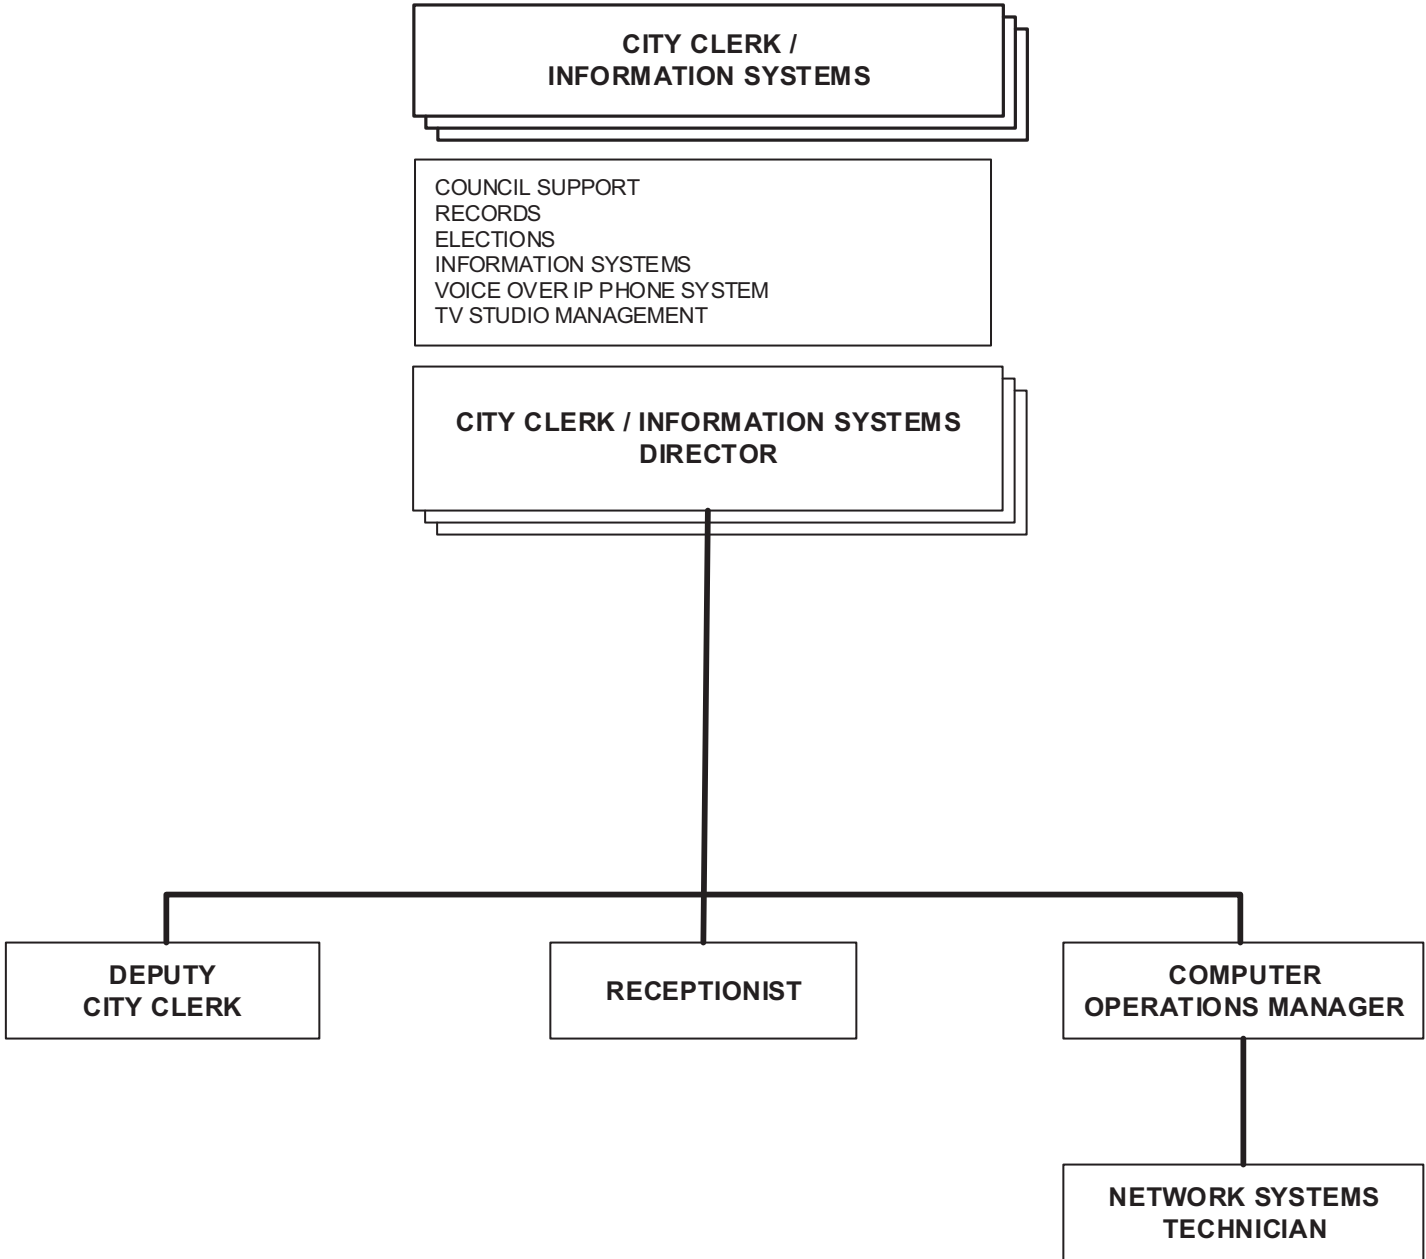 CITY CLERK /
INFORMATION SYSTEMS
COUNCIL SUPPORT
RECORDS
ELECTIONS
INFORMATION SYSTEMS
VOICE OVER IP PHONE SYSTEM
TV STUDIO MANAGEMENT
CITY CLERK / INFORMATION SYSTEMS
DIRECTOR
DEPUTY
CITY CLERK
RECEPTIONIST
COMPUTER
OPERATIONS MANAGER
NETWORK SYSTEMS
TECHNICIAN